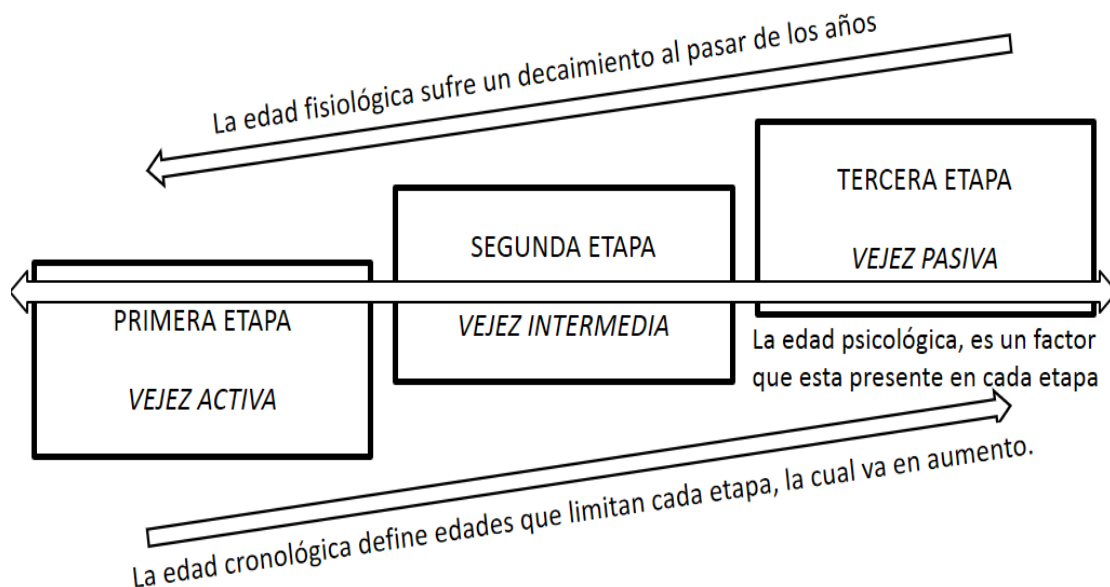 La edad fisiológica sufre un decaimiento al pasar de los años
TERCERA ETAPA
VEJEZ PASIVA
SEGUNDA ETAPA
VEJEZ INTERMEDIA
PRIMERA ETAPA
VEJEZ ACTIVA
La edad psicológica, es un factor
que esta presente en cada etapa
La edad cronológica define edades que limitan cada etapa, la cual va en aumento.